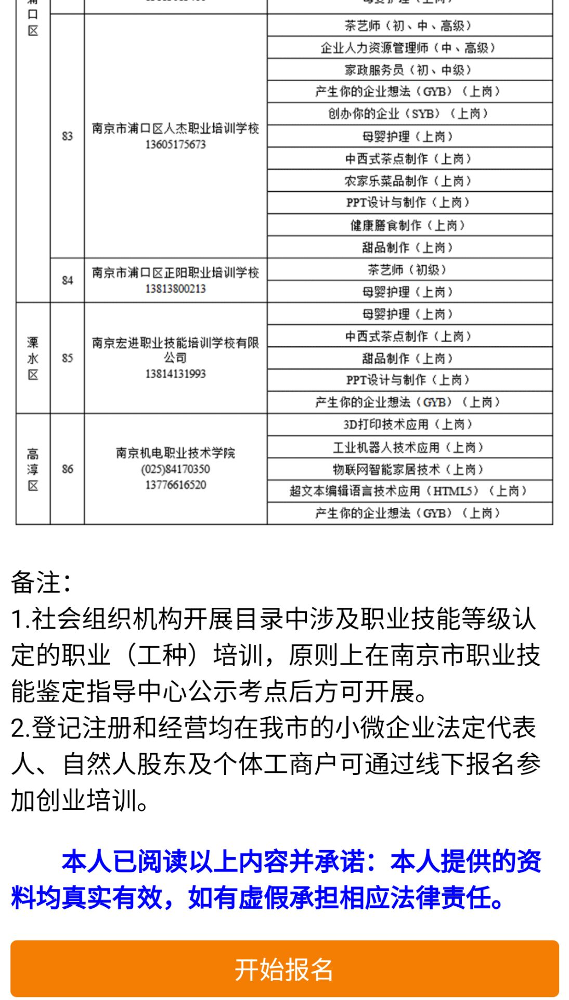 口
区
茶艺师（初、中、高级）
企业人力资源管理师（中、高级）
家政服务员（初、中级）
产生你的企业想法（GYB）（上岗）
创办你的企业（SYB）（上岗）
83
南京市浦口区人杰职业培训学校
13605175673
母婴护理（上岗）
中西式茶点制作（上岗）
农家乐菜品制作（上岗）
PPT设计与制作（上岗）
健康膳食制作（上岗）
甜品制作（上岗）
84
南京市浦口区正阳职业培训学校
13813800213
茶艺师（初级）
母婴护理（上岗）
溧
水
区
85
南京宏进职业技能培训学校有限
公司
13814131993
母婴护理（上岗）
中西式茶点制作（上岗）
甜品制作（上岗）
PPT设计与制作（上岗）
产生你的企业想法（GYB）（上岗）
高
淳
区
86
南京机电职业技术学院
(025)84170350
13776616520
3D打印技术应用（上岗）
工业机器人技术应用（上岗）
物联网智能家居技术（上岗）
超文本编辑语言技术应用（HTML5）（上岗）
产生你的企业想法（GYB）（上岗）
备注：
1.社会组织机构开展目录中涉及职业技能等级认
定的职业（工种）培训，原则上在南京市职业技
能鉴定指导中心公示考点后方可开展。
2.登记注册和经营均在我市的小微企业法定代表
人、自然人股东及个体工商户可通过线下报名参
加创业培训。
本人已阅读以上内容并承诺：本人提供的资
料均真实有效，如有虚假承担相应法律责任。
开始报名